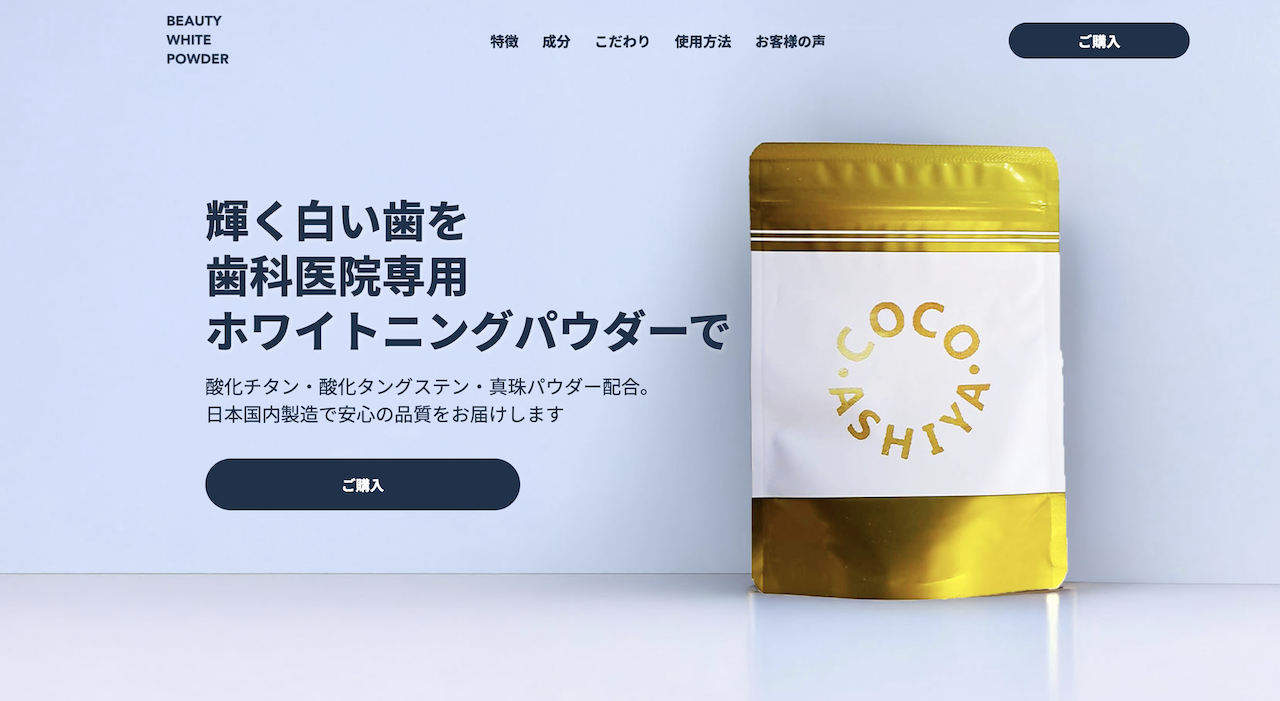 BEAUTY
WHITE
POWDER
特徴 成分 こだわり 使用方法 お客様の声
ご購入
輝く白い歯を
歯科医院専用
ホワイトニングパウダーで
酸化チタン・酸化タングステン・真珠パウダー配合。
日本国内製造で安心の品質をお届けします
ご購入
COCO
ASHIYA